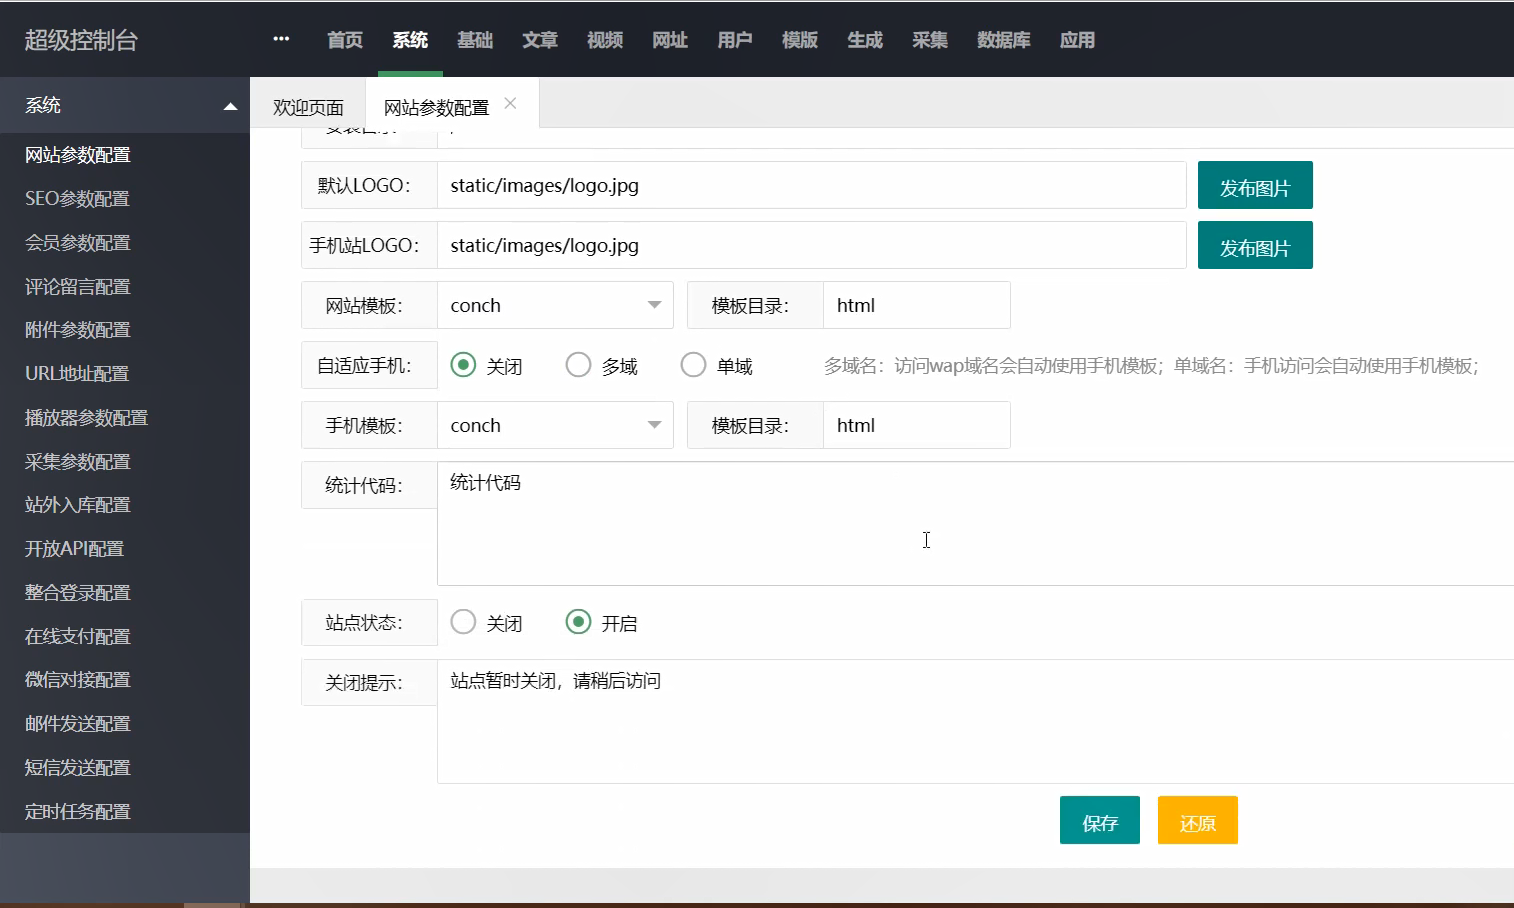 超级控制台
首页 系统 基础 文章 视频 网址 用户 模版 生成 采集 数据库 应用
系统
网站参数配置
SEO参数配置
会员参数配置
评论留言配置
附件参数配置
URL地址配置
播放器参数配置
采集参数配置
站外入库配置
开放API配置
整合登录配置
在线支付配置
微信对接配置
邮件发送配置
短信发送配置
定时任务配置
欢迎页面 网站参数配置
默认LOGO： static/images/logo.jpg 发布图片
手机站LOGO： static/images/logo.jpg 发布图片
网站模板： conch 模板目录： html
自适应手机： 关闭 多域 单域 多域名：访问wap域名会自动使用手机模板；单域名：手机访问会自动使用手机模板；
手机模板： conch 模板目录： html
统计代码： 统计代码
站点状态： 关闭 开启
关闭提示： 站点暂时关闭，请稍后访问
保存 还原